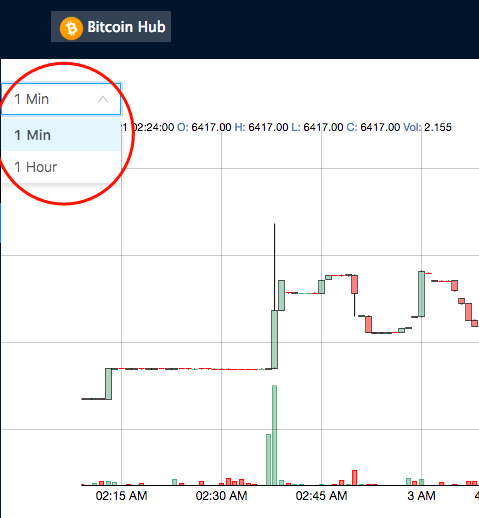 Bitcoin Hub
1 Min
02:24:00 O: 6417.00 H: 6417.00 L: 6417.00 C: 6417.00 Vol: 2.155
1 Min
1 Hour
02:15 AM 02:30 AM 02:45 AM 3 AM